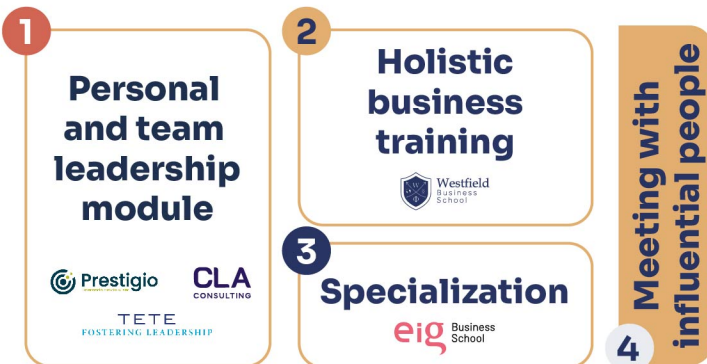 1
Personal
and team
leadership
module
Prestigio
CLA
CONSULTING
TETE
FOSTERING LEADERSHIP
2
Holistic
business
training
Westfield
Business
School
3
Specialization
eig Business
School
4
Meeting with
influential people